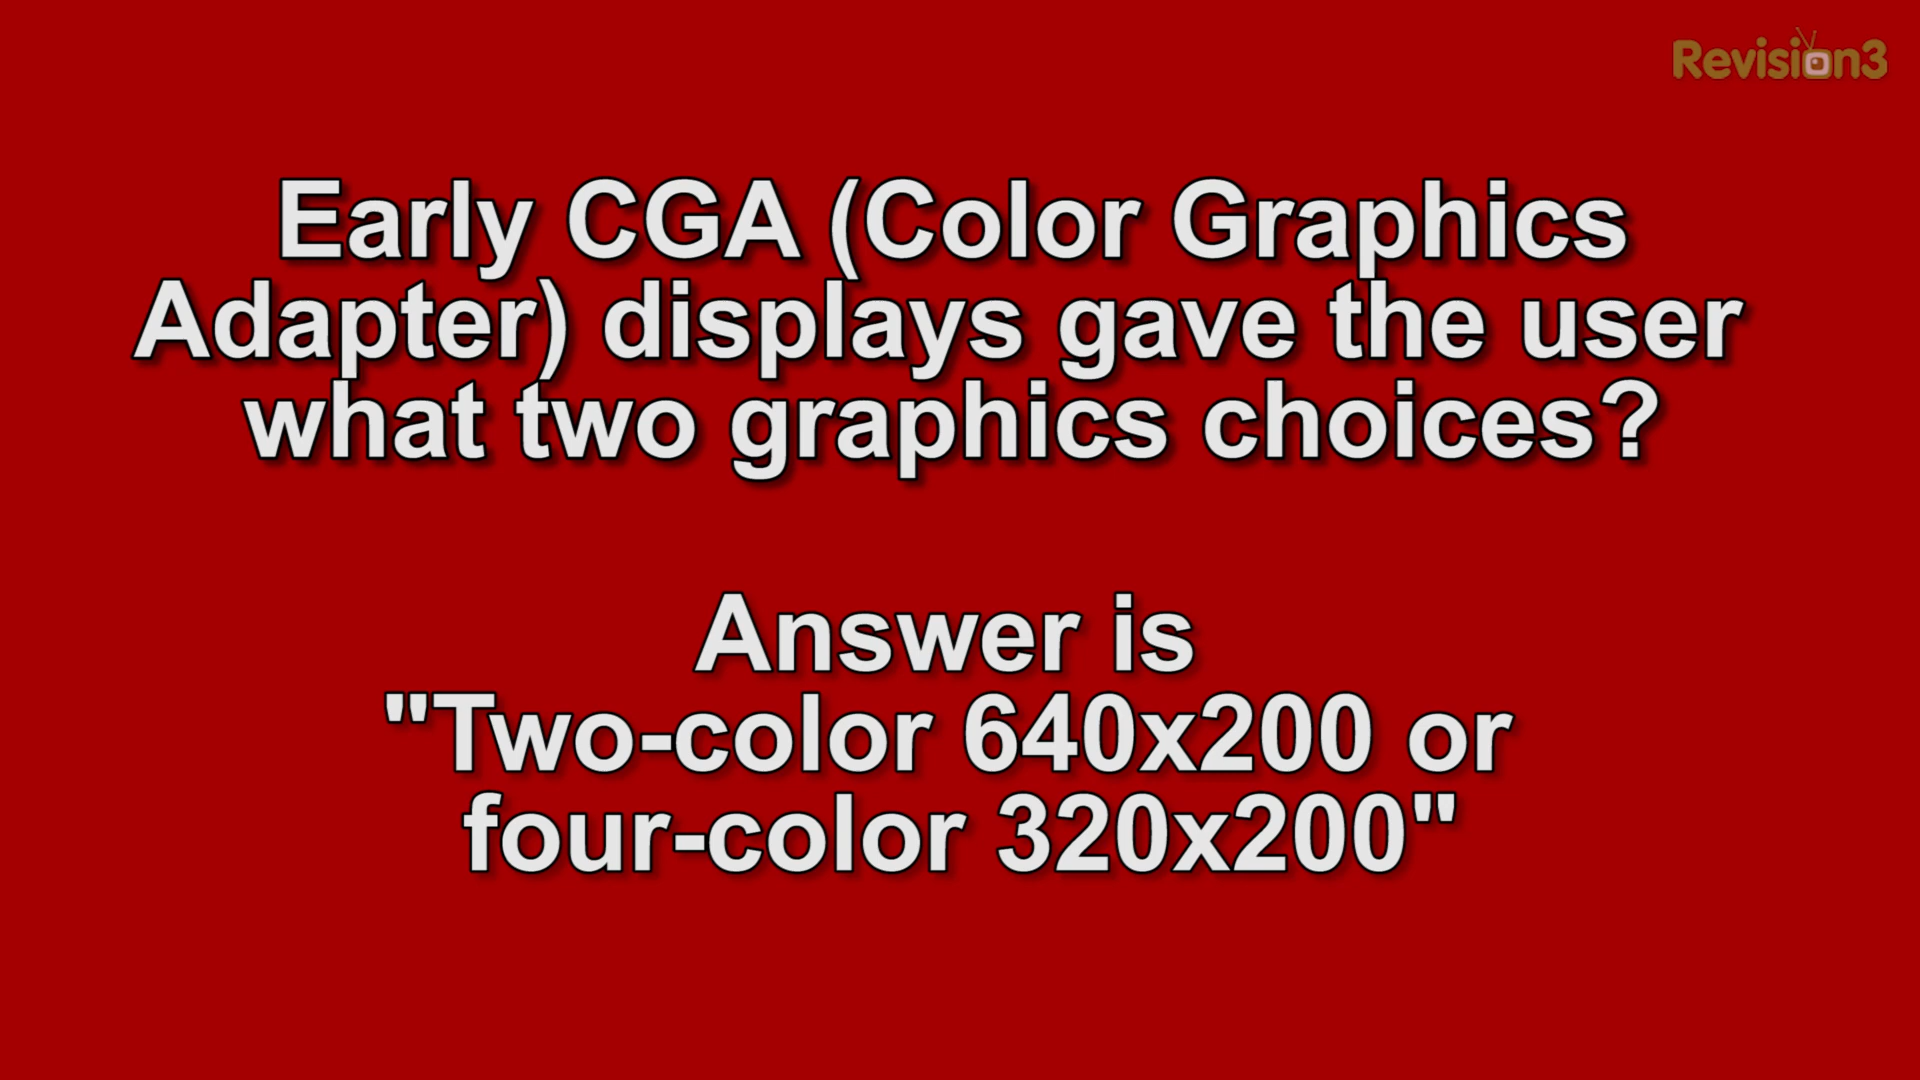 Revision3
Early CGA (Color Graphics
Adapter) displays gave the user
what two graphics choices?
Answer is
"Two-color 640x200 or
four-color 320x200"